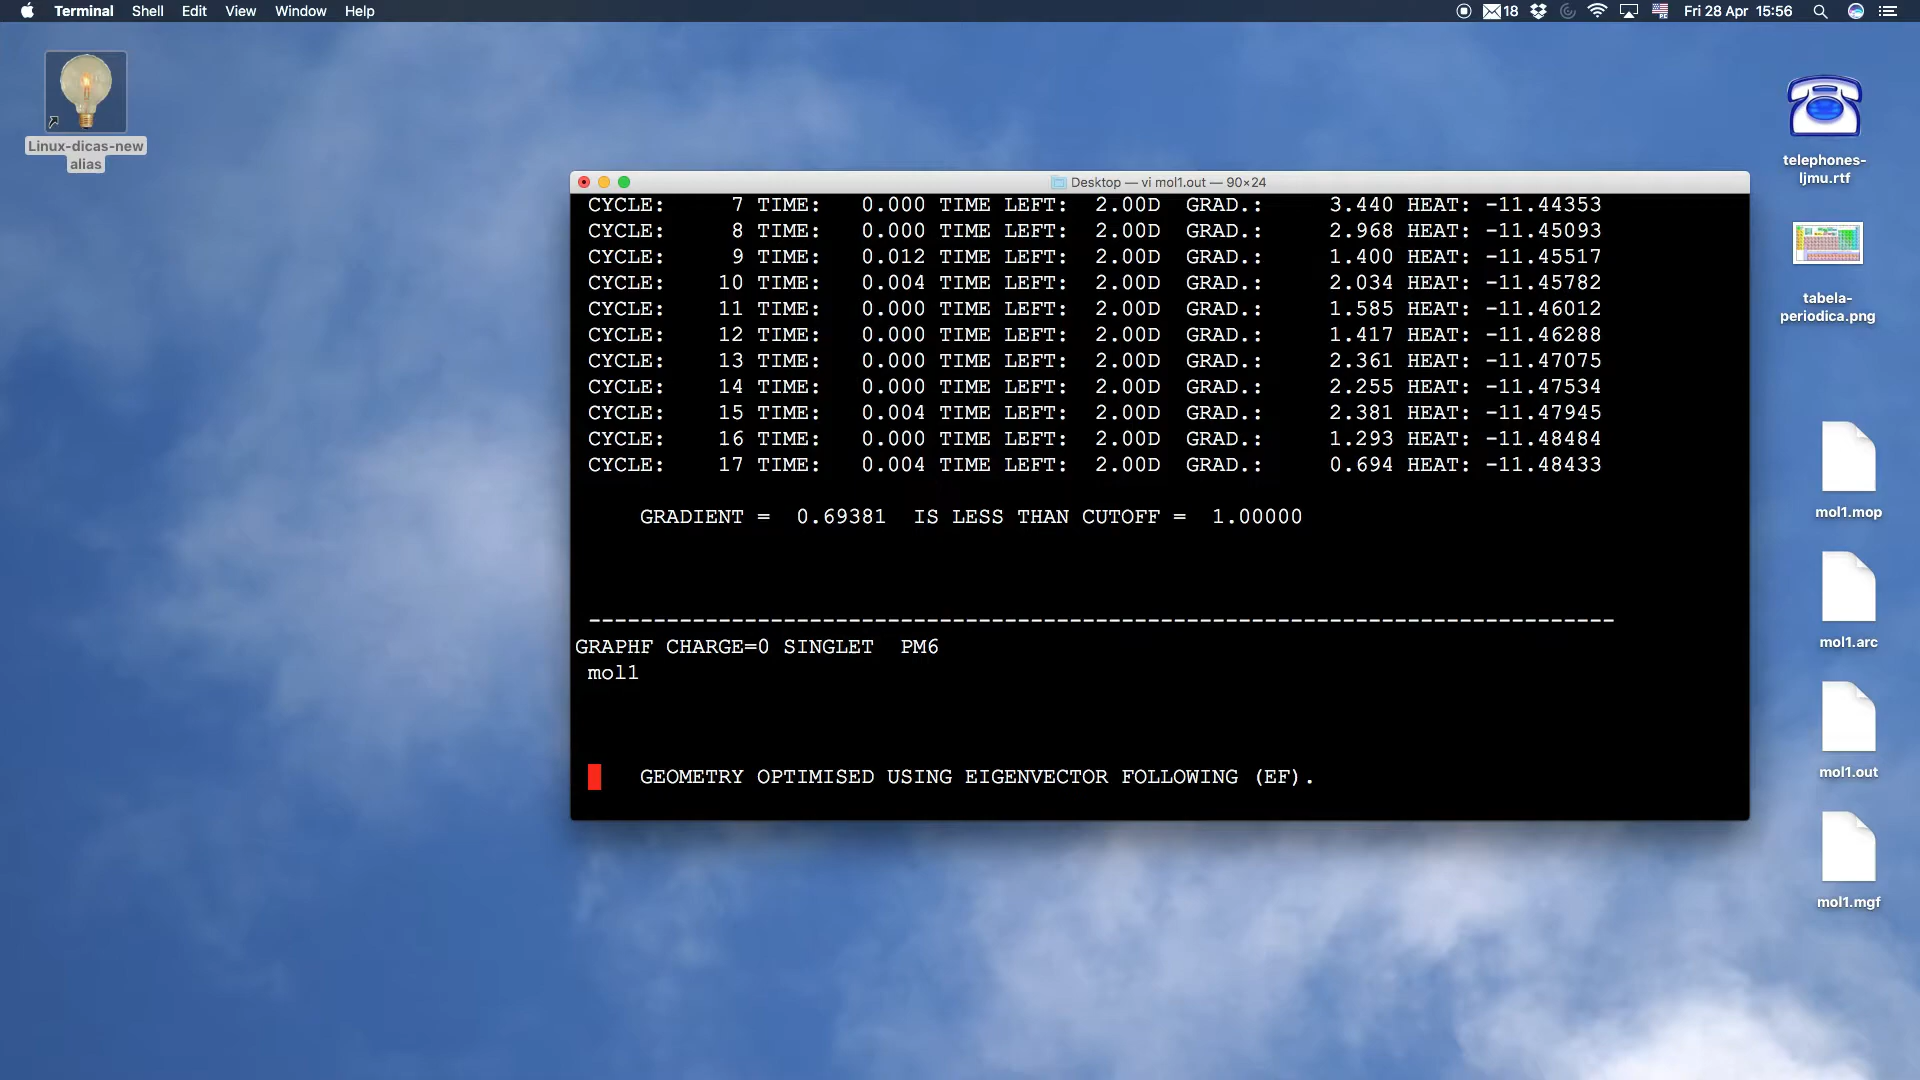 Terminal Shell Edit View Window Help 18 Fri 28 Apr 15:56
Linux-dicas-new
alias
Desktop — vi mol1.out — 90×24
CYCLE: 7 TIME: 0.000 TIME LEFT: 2.00D GRAD.: 3.440 HEAT: -11.44353
CYCLE: 8 TIME: 0.000 TIME LEFT: 2.00D GRAD.: 2.968 HEAT: -11.45093
CYCLE: 9 TIME: 0.012 TIME LEFT: 2.00D GRAD.: 1.400 HEAT: -11.45517
CYCLE: 10 TIME: 0.004 TIME LEFT: 2.00D GRAD.: 2.034 HEAT: -11.45782
CYCLE: 11 TIME: 0.000 TIME LEFT: 2.00D GRAD.: 1.585 HEAT: -11.46012
CYCLE: 12 TIME: 0.000 TIME LEFT: 2.00D GRAD.: 1.417 HEAT: -11.46288
CYCLE: 13 TIME: 0.000 TIME LEFT: 2.00D GRAD.: 2.361 HEAT: -11.47075
CYCLE: 14 TIME: 0.000 TIME LEFT: 2.00D GRAD.: 2.255 HEAT: -11.47534
CYCLE: 15 TIME: 0.004 TIME LEFT: 2.00D GRAD.: 2.381 HEAT: -11.47945
CYCLE: 16 TIME: 0.000 TIME LEFT: 2.00D GRAD.: 1.293 HEAT: -11.48484
CYCLE: 17 TIME: 0.004 TIME LEFT: 2.00D GRAD.: 0.694 HEAT: -11.48433
GRADIENT = 0.69381 IS LESS THAN CUTOFF = 1.00000
-------------------------------------------------------------------------------
GRAPHF CHARGE=0 SINGLET PM6
mol1
GEOMETRY OPTIMISED USING EIGENVECTOR FOLLOWING (EF).
telephones-
ljmu.rtf
tabela-
periodica.png
mol1.mop
mol1.arc
mol1.out
mol1.mgf